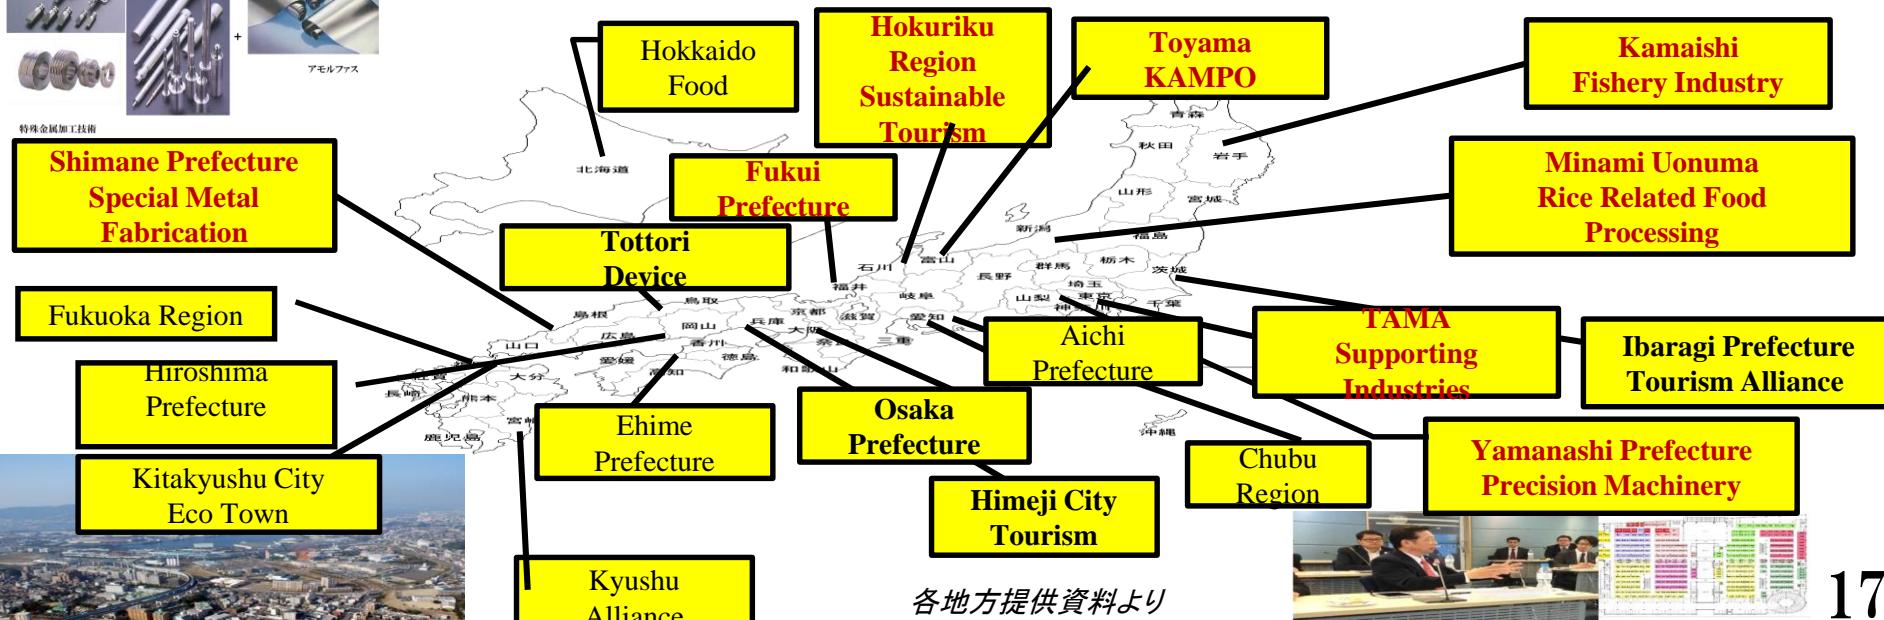 アモルファス
+
特殊金属加工技術
Hokkaido
Food
Hokuriku
Region
Sustainable
Tourism
Toyama
KAMPO
Kamaishi
Fishery Industry
Shimane Prefecture
Special Metal
Fabrication
Fukui
Prefecture
Minami Uonuma
Rice Related Food
Processing
Tottori
Device
Fukuoka Region
Aichi
Prefecture
TAMA
Supporting
Industries
Ibaragi Prefecture
Tourism Alliance
Hiroshima
Prefecture
Ehime
Prefecture
Osaka
Prefecture
Chubu
Region
Yamanashi Prefecture
Precision Machinery
Kitakyushu City
Eco Town
Himeji City
Tourism
Kyushu
Alliance
北海道
青森
秋田
岩手
山形
宮城
新潟
福島
石川
富山
群馬
栃木
茨城
長野
埼玉
福井
岐阜
山梨
東京
千葉
鳥取
島根
岡山
兵庫
京都
滋賀
愛知
広島
大阪
三重
山口
香川
愛媛
徳島
高知
和歌山
大分
長崎
熊本
鹿児島
沖縄
各地方提供資料より
17